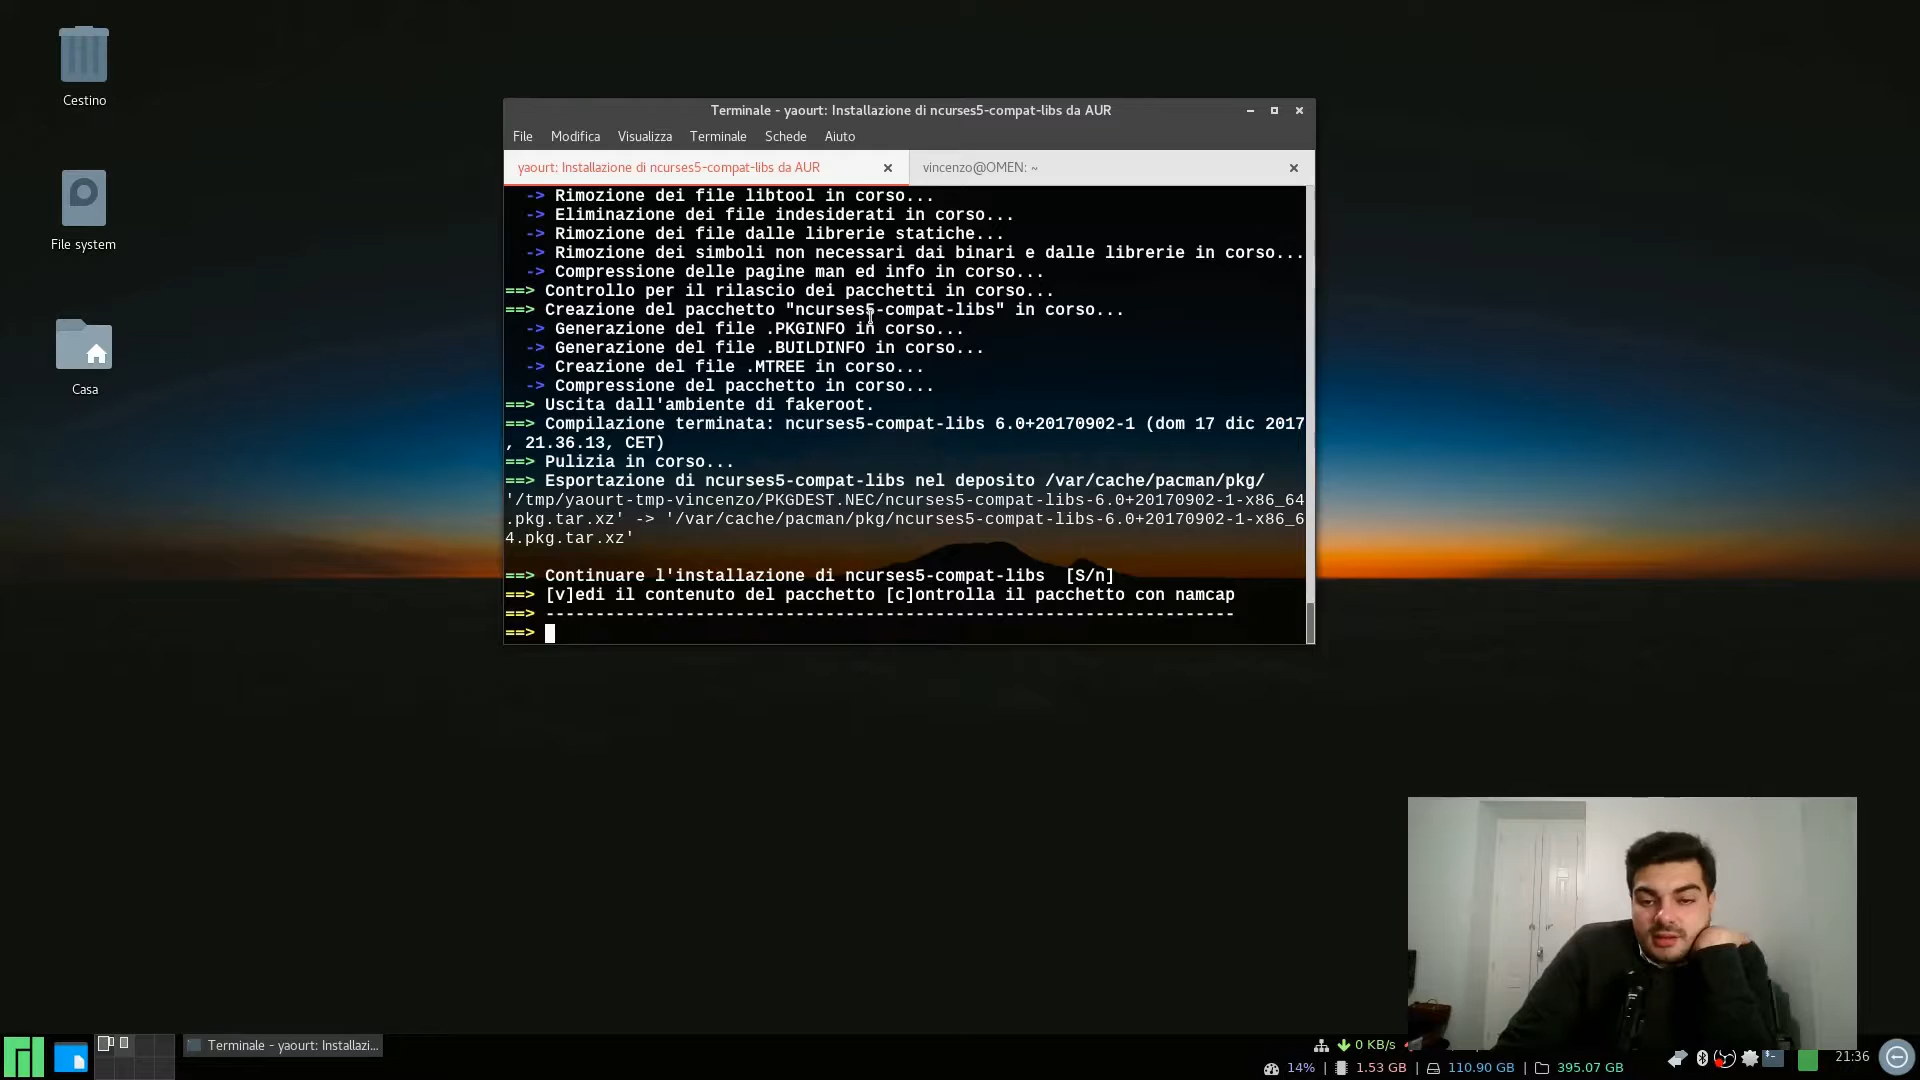 Cestino
File system
Casa
Terminale - yaourt: Installazione di ncurses5-compat-libs da AUR
File Modifica Visualizza Terminale Schede Aiuto
yaourt: Installazione di ncurses5-compat-libs da AUR
vincenzo@OMEN: ~
-> Rimozione dei file libtool in corso...
-> Eliminazione dei file indesiderati in corso...
-> Rimozione dei file dalle librerie statiche...
-> Rimozione dei simboli non necessari dai binari e dalle librerie in corso...
-> Compressione delle pagine man ed info in corso...
==> Controllo per il rilascio dei pacchetti in corso...
==> Creazione del pacchetto "ncurses5-compat-libs" in corso...
-> Generazione del file .PKGINFO in corso...
-> Generazione del file .BUILDINFO in corso...
-> Creazione del file .MTREE in corso...
-> Compressione del pacchetto in corso...
==> Uscita dall'ambiente di fakeroot.
==> Compilazione terminata: ncurses5-compat-libs 6.0+20170902-1 (dom 17 dic 2017
, 21.36.13, CET)
==> Pulizia in corso...
==> Esportazione di ncurses5-compat-libs nel deposito /var/cache/pacman/pkg/
'/tmp/yaourt-tmp-vincenzo/PKGDEST.NEC/ncurses5-compat-libs-6.0+20170902-1-x86_64
.pkg.tar.xz' -> '/var/cache/pacman/pkg/ncurses5-compat-libs-6.0+20170902-1-x86_6
4.pkg.tar.xz'
==> Continuare l'installazione di ncurses5-compat-libs [S/n]
==> [v]edi il contenuto del pacchetto [c]ontrolla il pacchetto con namcap
==> ---------------------------------------------------------------------
==>
Terminale - yaourt: Installazi...
0 KB/s
14% | 1.53 GB | 110.90 GB | 395.07 GB
21:36